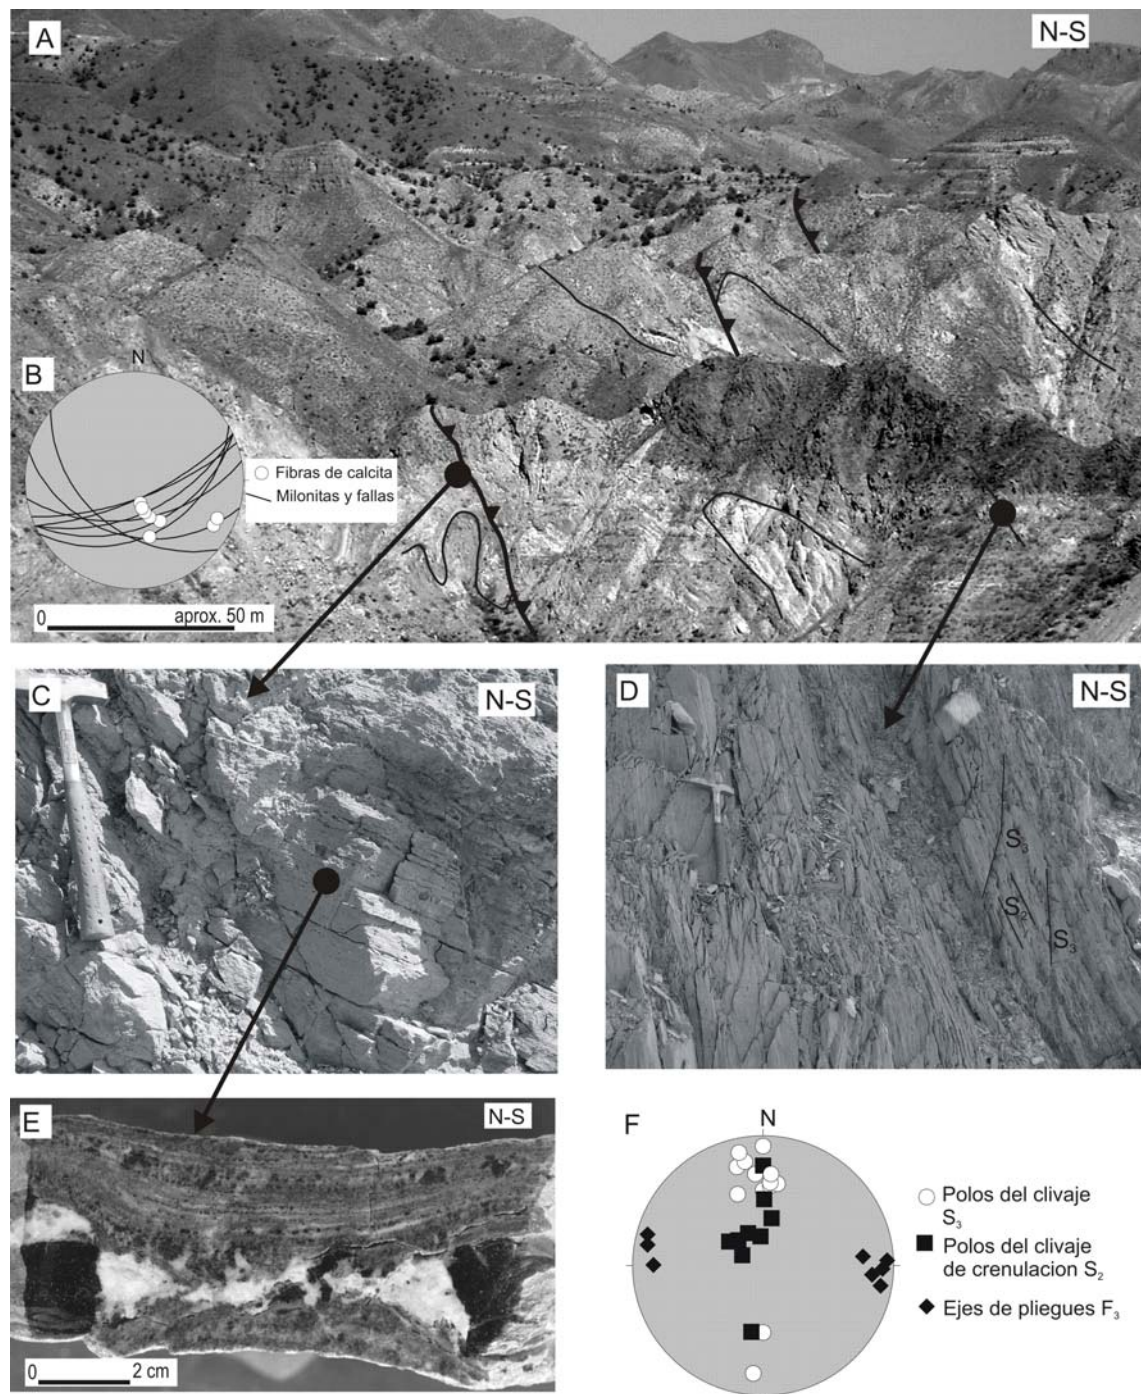 A
N-S
B
N
Fibras de calcita
Milonitas y fallas
0 aprox. 50 m
C
N-S
D
N-S
S3
S2
S3
E
N-S
0 2 cm
F
N
Polos del clivaje
S3
Polos del clivaje
de crenulacion S2
Ejes de pliegues F3